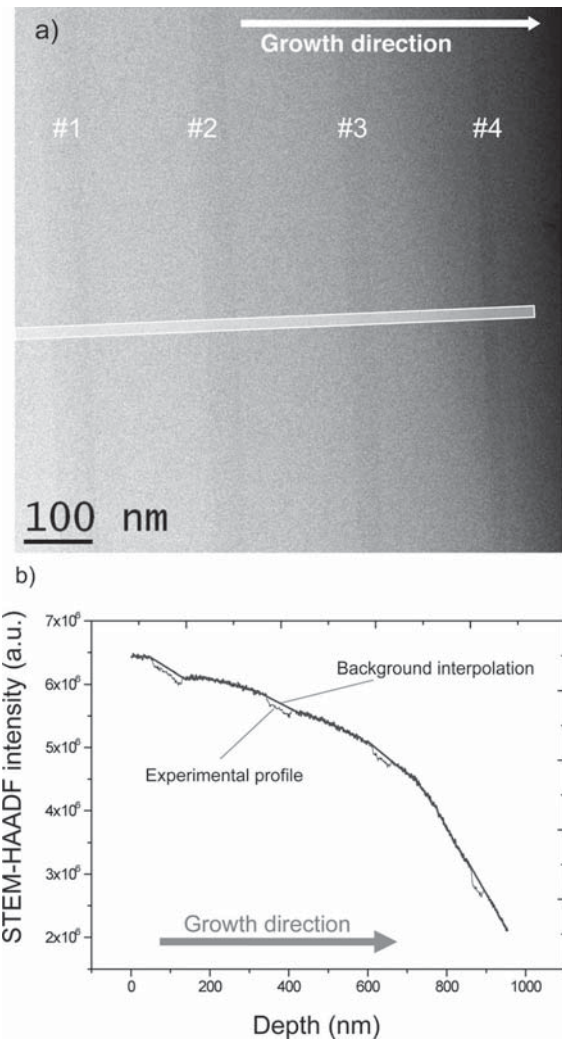 a)
Growth direction
#1 #2 #3 #4
100 nm
b)
STEM-HAADF intensity (a.u.)
7x10⁶
6x10⁶
5x10⁶
4x10⁶
3x10⁶
2x10⁶
Background interpolation
Experimental profile
Growth direction
0 200 400 600 800 1000
Depth (nm)